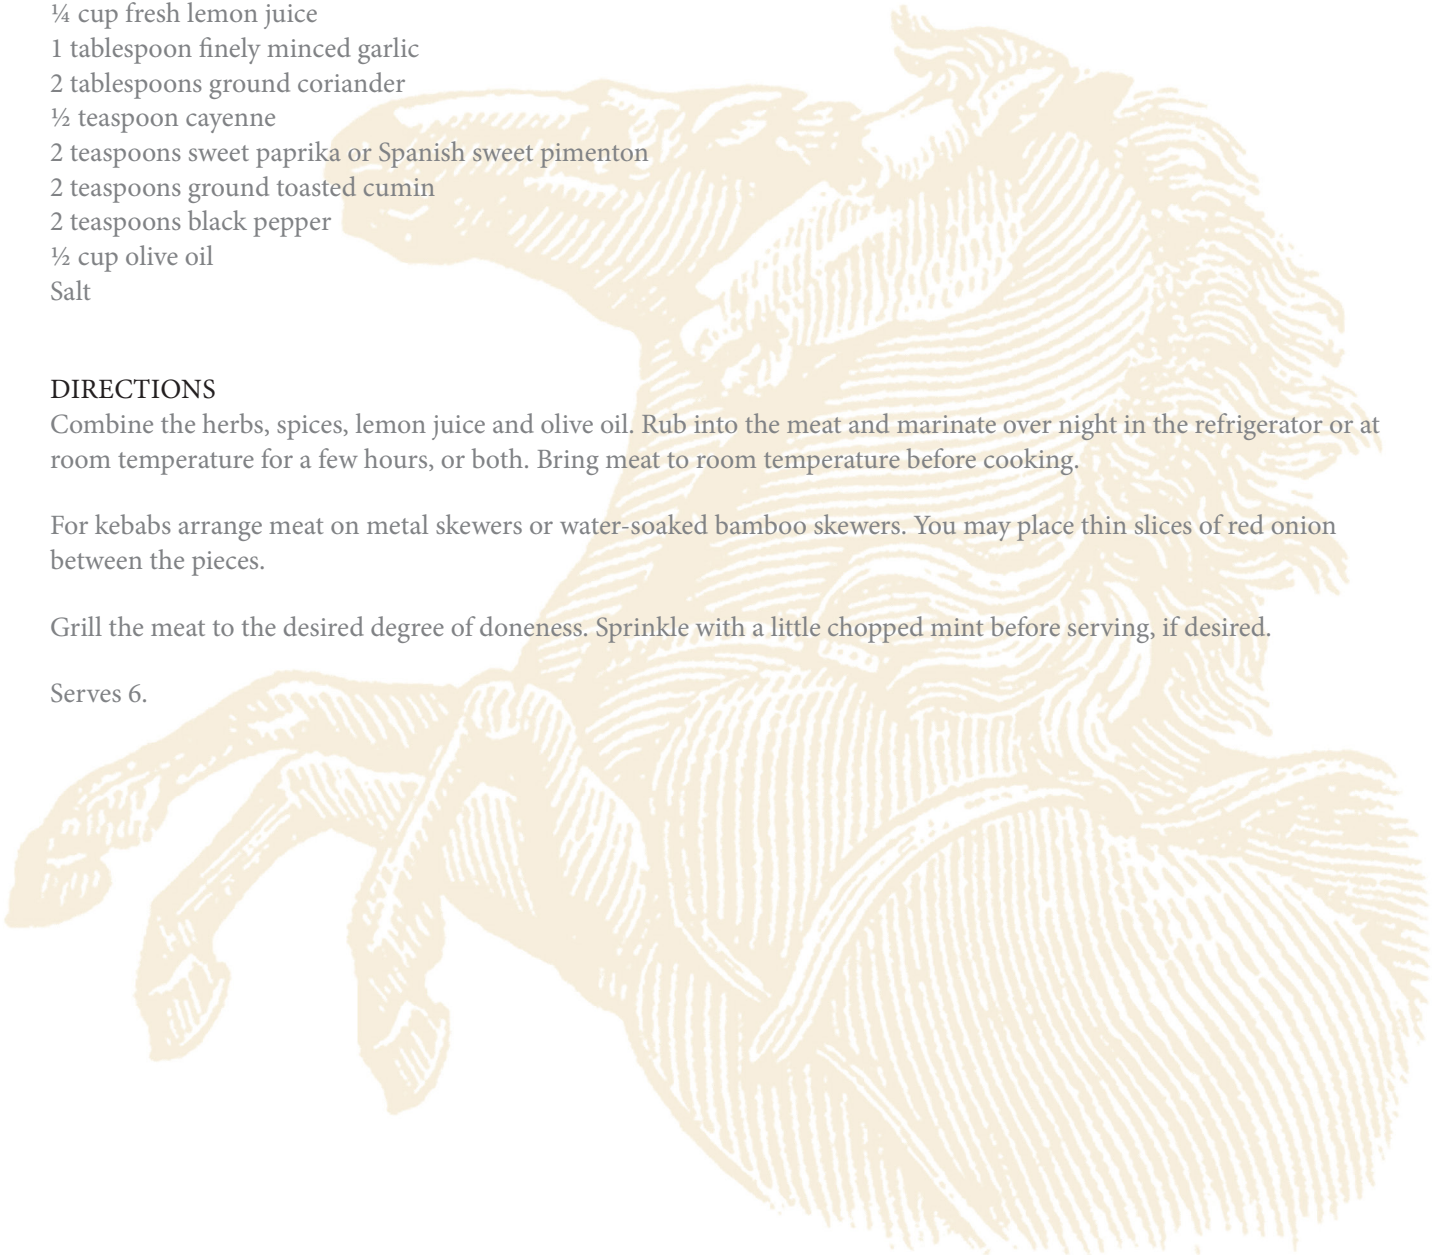 ¼ cup fresh lemon juice
1 tablespoon finely minced garlic
2 tablespoons ground coriander
½ teaspoon cayenne
2 teaspoons sweet paprika or Spanish sweet pimenton
2 teaspoons ground toasted cumin
2 teaspoons black pepper
½ cup olive oil
Salt
DIRECTIONS
Combine the herbs, spices, lemon juice and olive oil. Rub into the meat and marinate over night in the refrigerator or at
room temperature for a few hours, or both. Bring meat to room temperature before cooking.
For kebabs arrange meat on metal skewers or water-soaked bamboo skewers. You may place thin slices of red onion
between the pieces.
Grill the meat to the desired degree of doneness. Sprinkle with a little chopped mint before serving, if desired.
Serves 6.